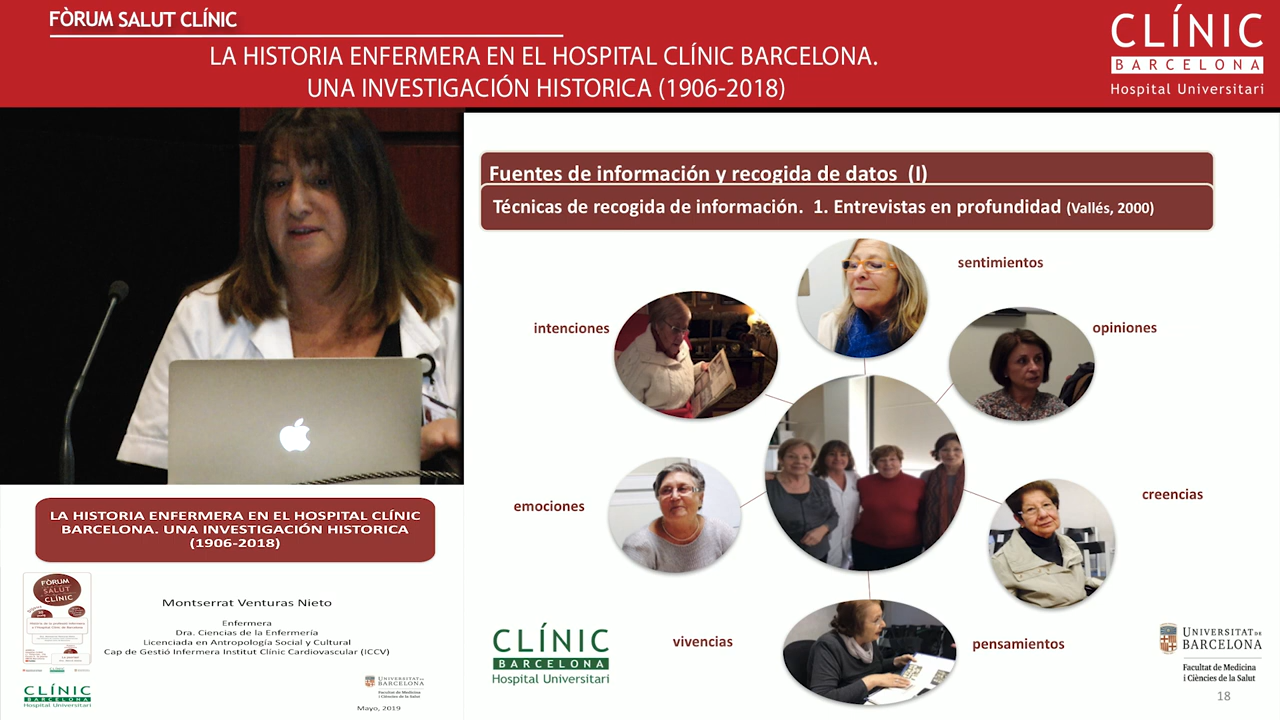 FÒRUM SALUT CLÍNIC
LA HISTORIA ENFERMERA EN EL HOSPITAL CLÍNIC BARCELONA.
UNA INVESTIGACIÓN HISTORICA (1906-2018)
CLÍNIC
BARCELONA
Hospital Universitari
Fuentes de información y recogida de datos (I)
Técnicas de recogida de información. 1. Entrevistas en profundidad (Vallés, 2000)
sentimientos
intenciones
opiniones
emociones
creencias
vivencias
pensamientos
CLÍNIC
BARCELONA
Hospital Universitari
UNIVERSITAT DE
BARCELONA
Facultat de Medicina
i Ciències de la Salut
18
LA HISTORIA ENFERMERA EN EL HOSPITAL CLÍNIC
BARCELONA. UNA INVESTIGACIÓN HISTORICA
(1906-2018)
FÒRUM
SALUT
CLÍNIC
Montserrat Venturas Nieto
Enfermera
Dra. Ciencias de la Enfermería
Licenciada en Antropología Social y Cultural
Cap de Gestió Infermera Institut Clínic Cardiovascular (ICCV)
CLÍNIC
BARCELONA
Hospital Universitari
UNIVERSITAT DE
BARCELONA
Facultat de Medicina
i Ciències de la Salut
Mayo, 2019